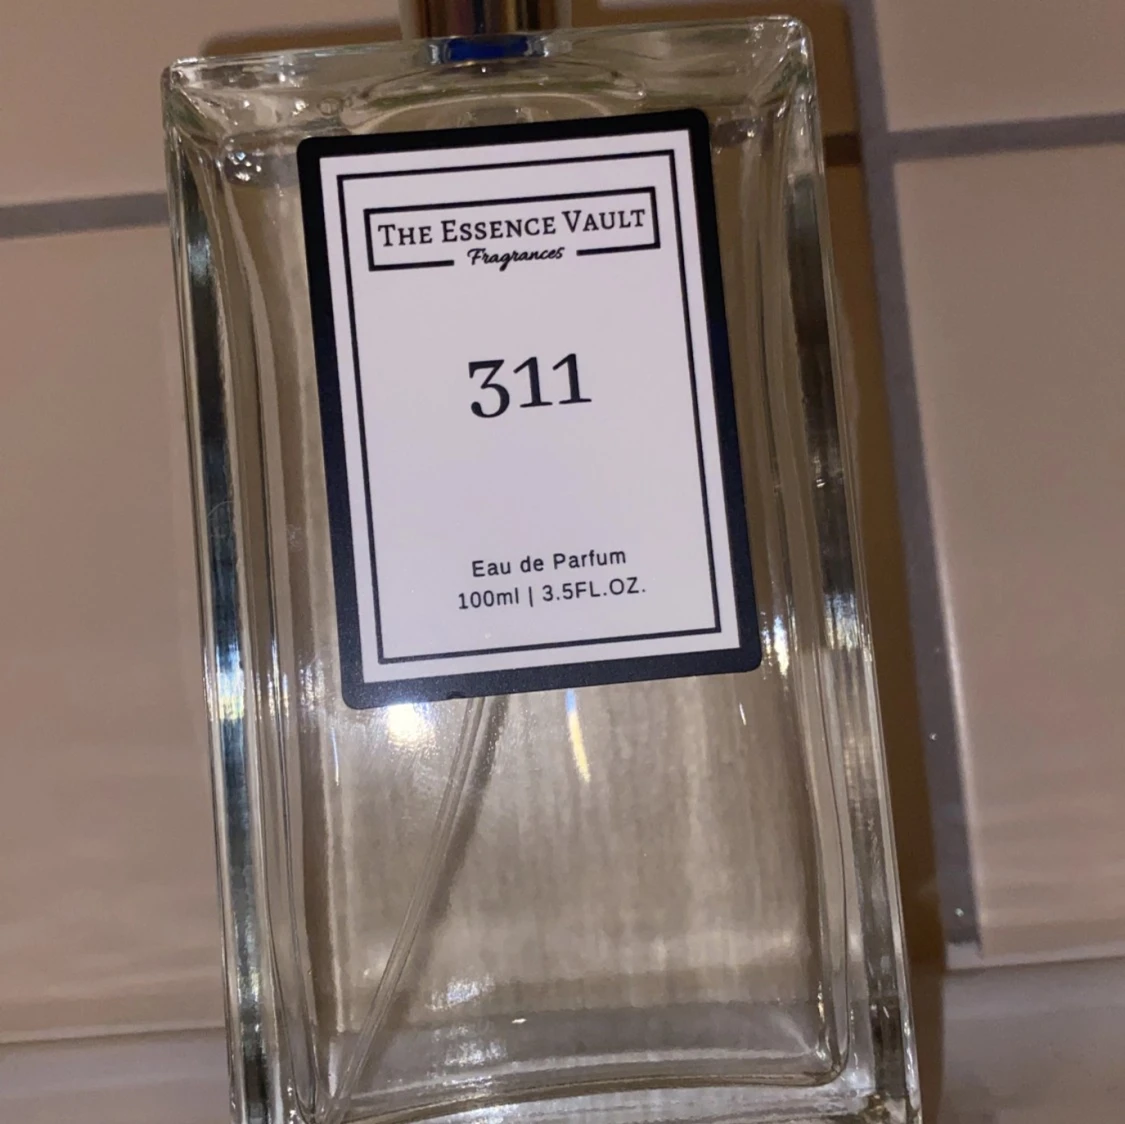 THE ESSENCE VAULT
Fragrances
311
Eau de Parfum
100ml | 3.5FL.OZ.